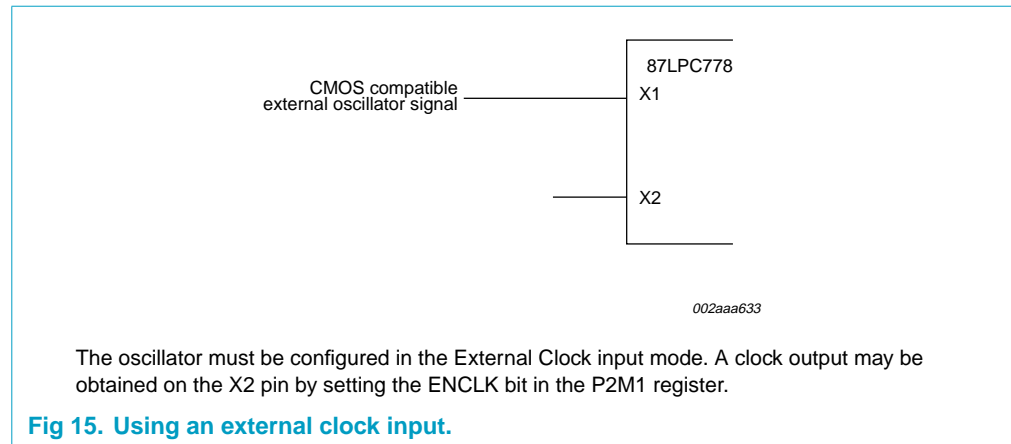 87LPC778
CMOS compatible
external oscillator signal
X1
X2
002aaa633
The oscillator must be configured in the External Clock input mode. A clock output may be
obtained on the X2 pin by setting the ENCLK bit in the P2M1 register.
Fig 15. Using an external clock input.